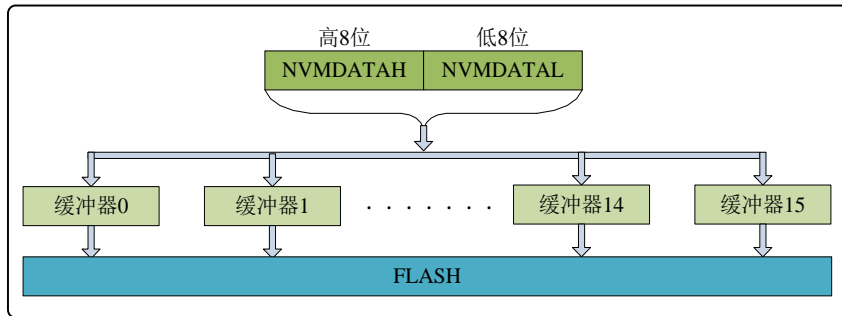 高8位 低8位
NVMDATAH NVMDATAL
缓冲器0 缓冲器1 · · · · · · · 缓冲器14 缓冲器15
FLASH